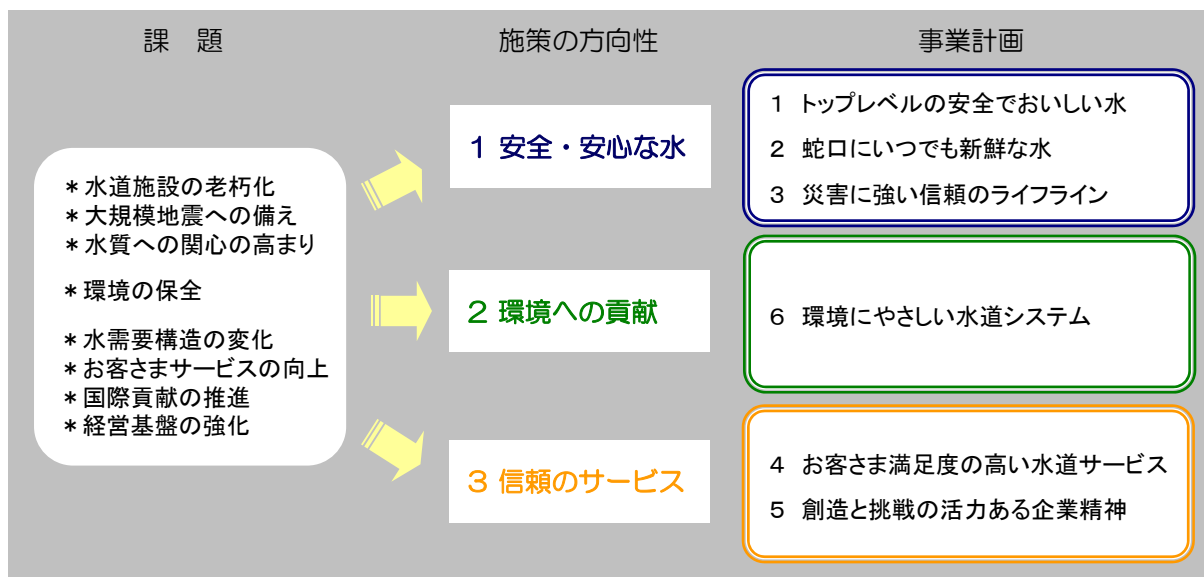 課 題
施策の方向性
事業計画
＊水道施設の老朽化
＊大規模地震への備え
＊水質への関心の高まり
＊環境の保全
＊水需要構造の変化
＊お客さまサービスの向上
＊国際貢献の推進
＊経営基盤の強化
1 安全・安心な水
2 環境への貢献
3 信頼のサービス
1 トップレベルの安全でおいしい水
2 蛇口にいつでも新鮮な水
3 災害に強い信頼のライフライン
6 環境にやさしい水道システム
4 お客さま満足度の高い水道サービス
5 創造と挑戦の活力ある企業精神